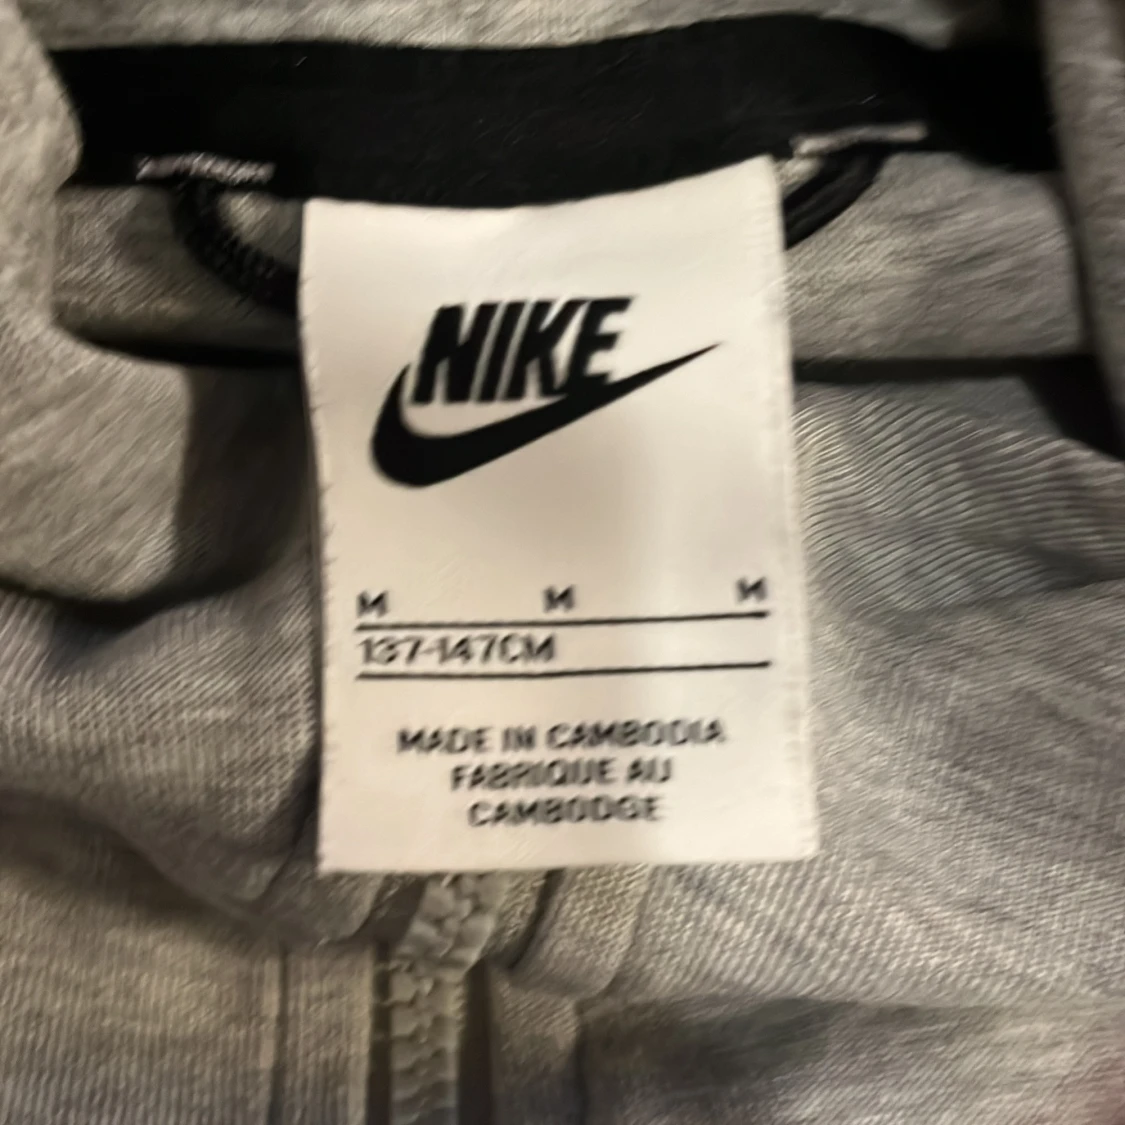 NIKE
M M M
137-147CM
MADE IN CAMBODIA
FABRIQUE AU
CAMBODGE